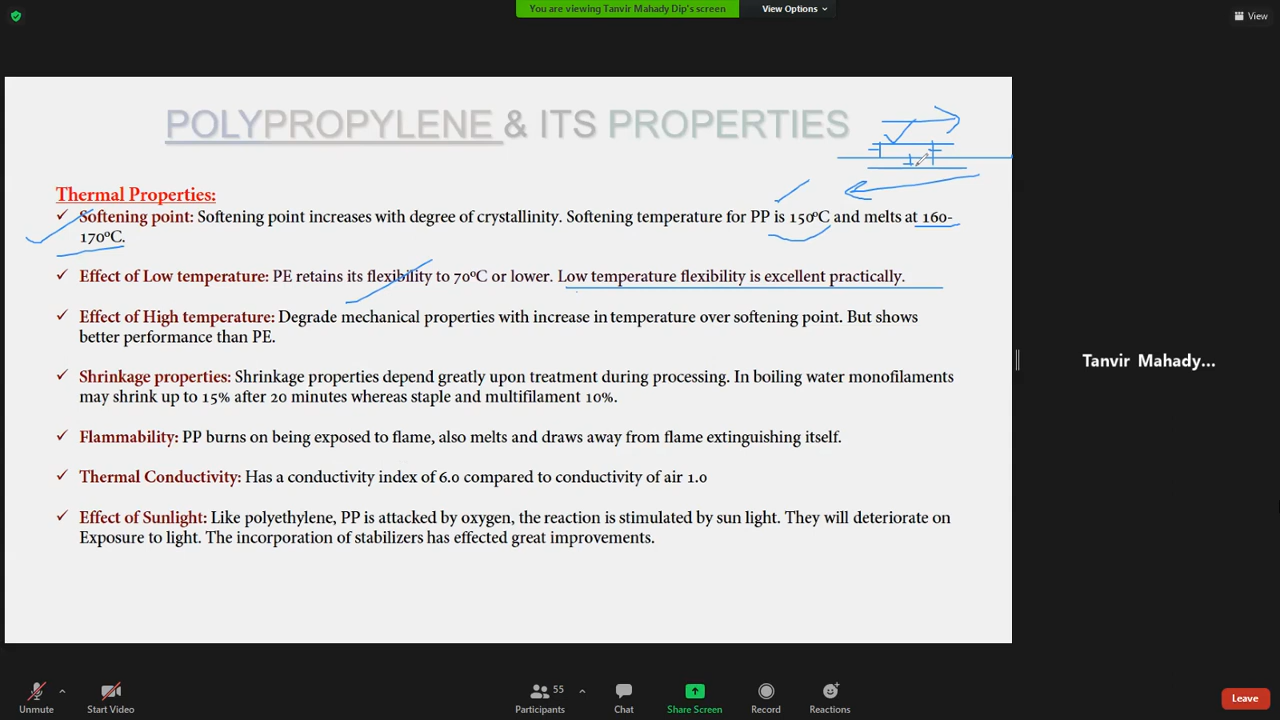 You are viewing Tanvir Mahady Dip's screen
View Options
View
POLYPROPYLENE & ITS PROPERTIES
Thermal Properties:
✓ Softening point: Softening point increases with degree of crystallinity. Softening temperature for PP is 150ºC and melts at 160-
170ºC.
✓ Effect of Low temperature: PE retains its flexibility to 70ºC or lower. Low temperature flexibility is excellent practically.
✓ Effect of High temperature: Degrade mechanical properties with increase in temperature over softening point. But shows
better performance than PE.
✓ Shrinkage properties: Shrinkage properties depend greatly upon treatment during processing. In boiling water monofilaments
may shrink up to 15% after 20 minutes whereas staple and multifilament 10%.
✓ Flammability: PP burns on being exposed to flame, also melts and draws away from flame extinguishing itself.
✓ Thermal Conductivity: Has a conductivity index of 6.0 compared to conductivity of air 1.0
✓ Effect of Sunlight: Like polyethylene, PP is attacked by oxygen, the reaction is stimulated by sun light. They will deteriorate on
Exposure to light. The incorporation of stabilizers has effected great improvements.
Tanvir Mahady...
Unmute
Start Video
Participants 55
Chat
Share Screen
Record
Reactions
Leave